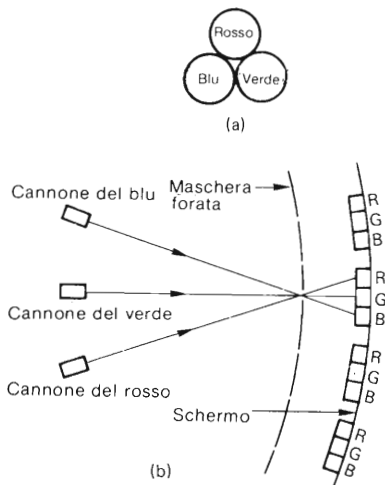 Rosso
Blu
Verde
(a)
Cannone del blu
Maschera
forata
R
G
B
R
G
B
Cannone del verde
R
G
B
Cannone del rosso
Schermo
R
G
B
(b)